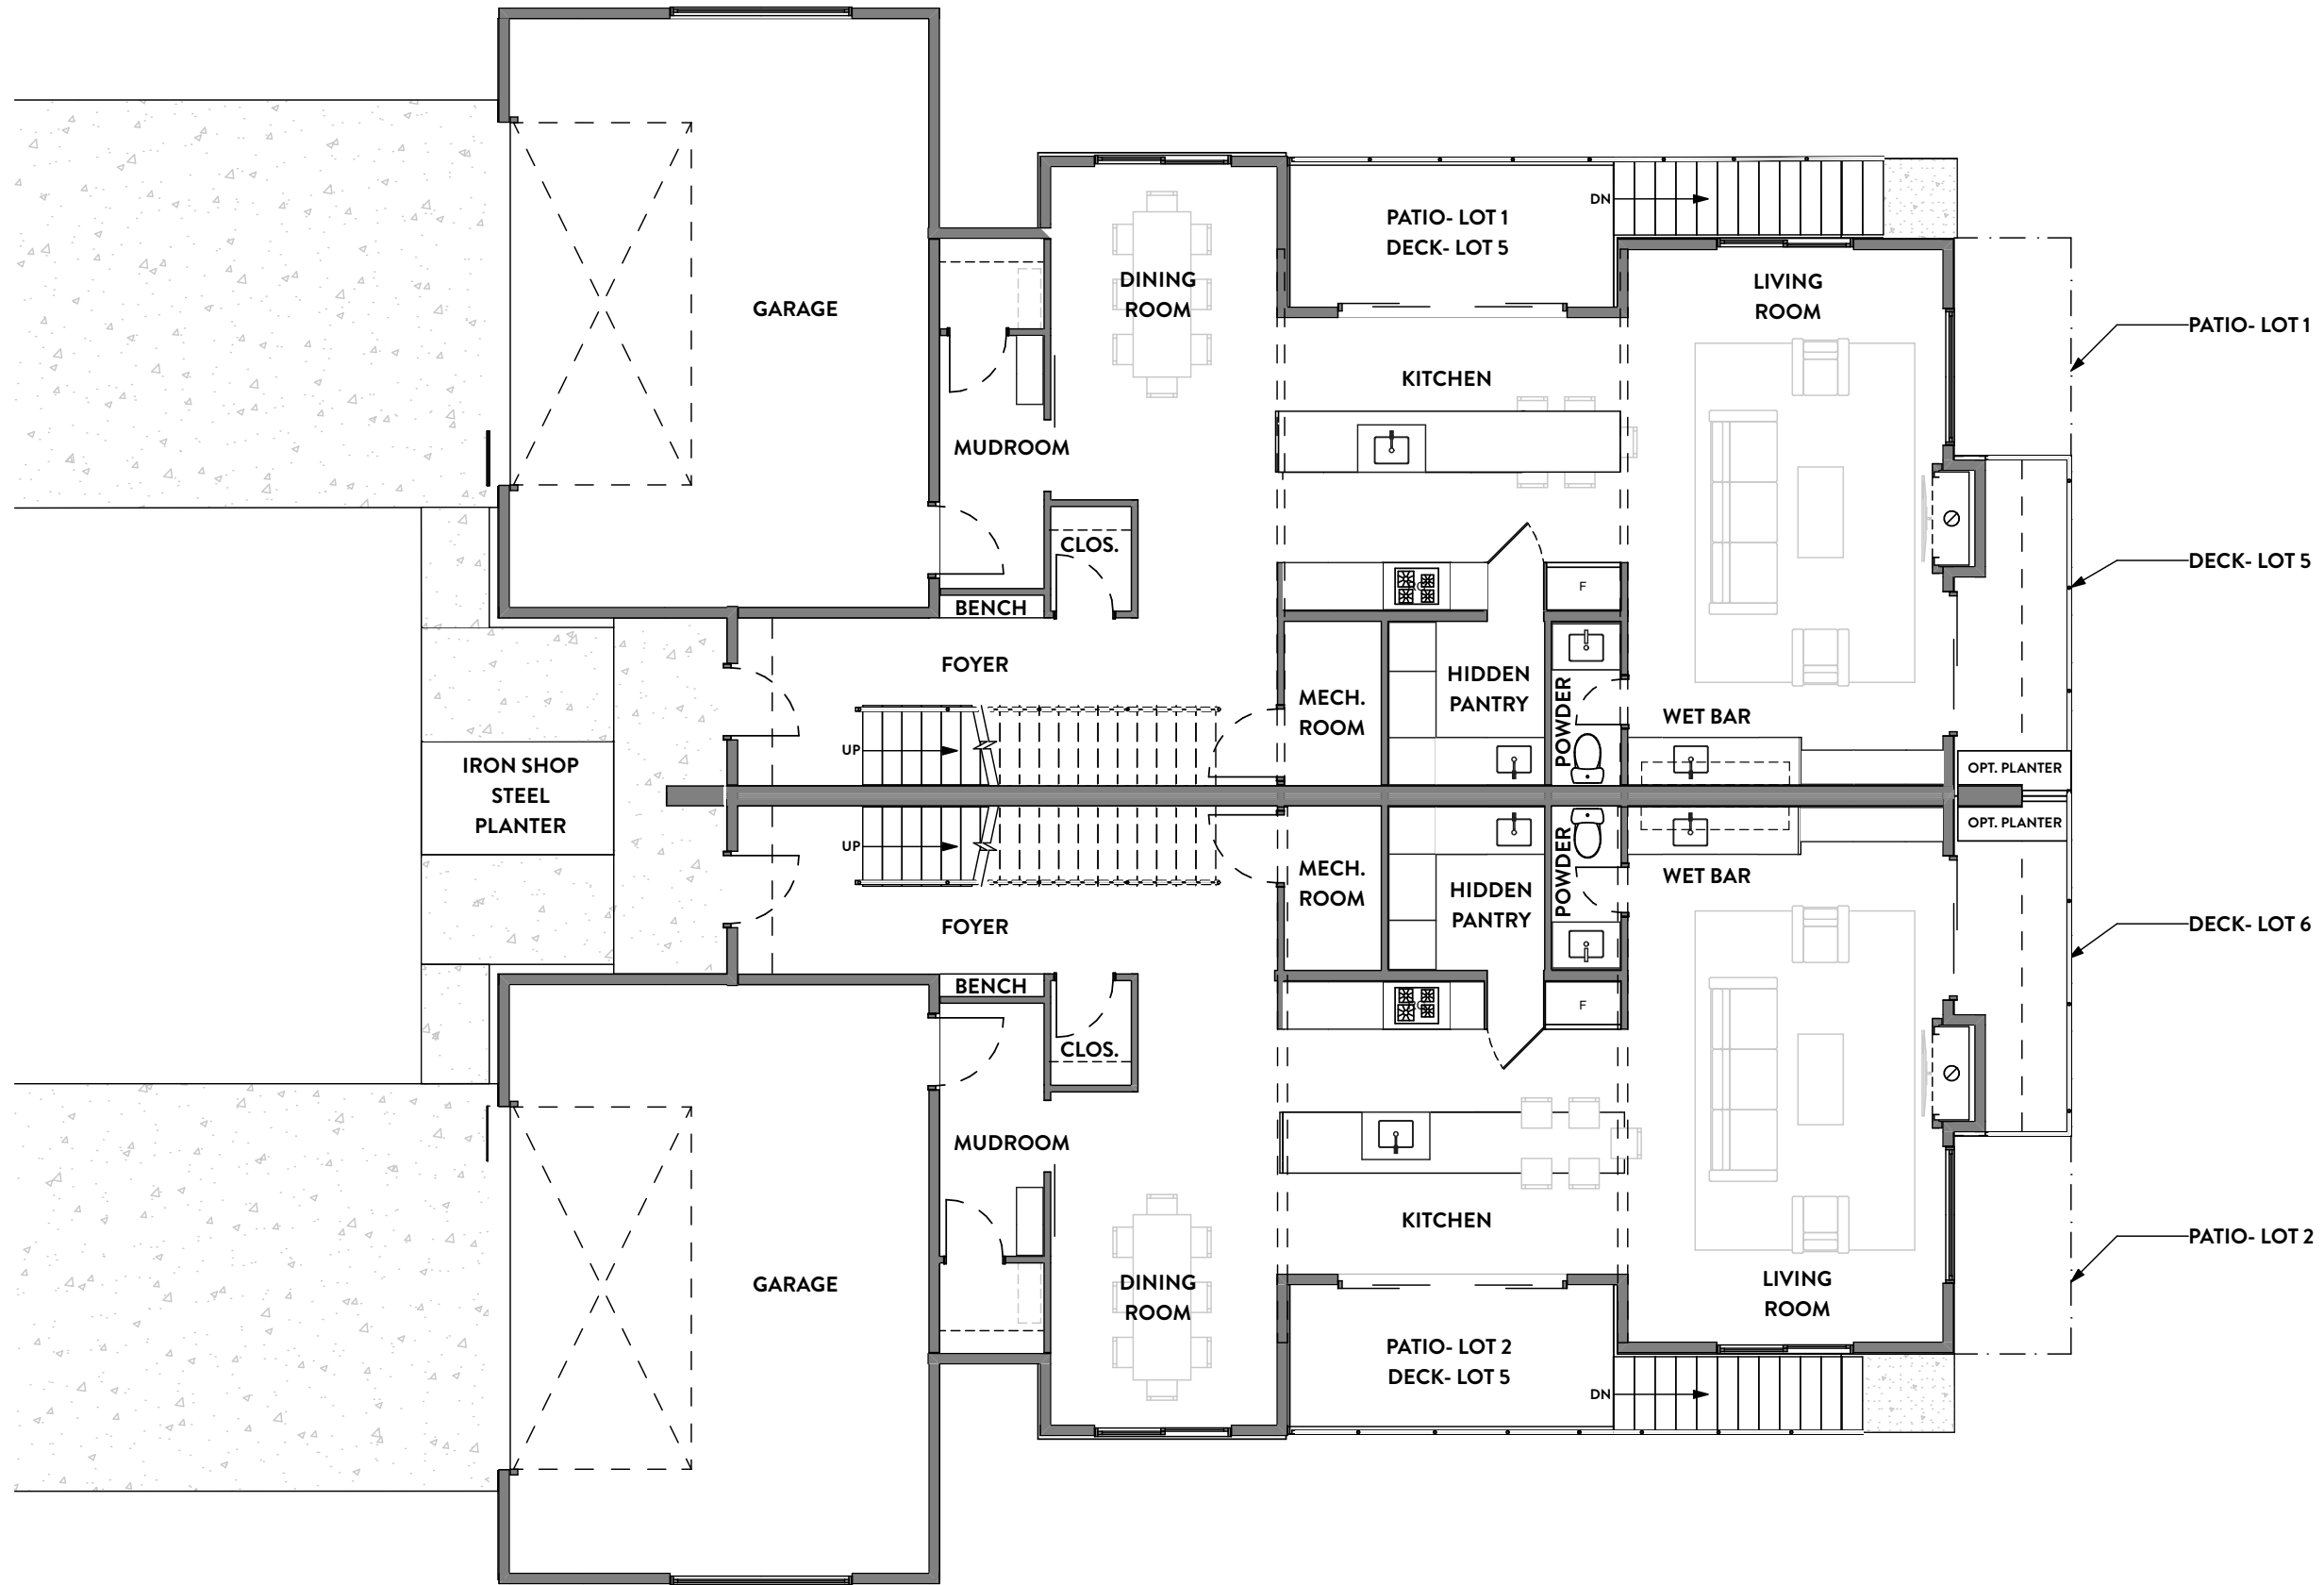 PATIO- LOT 1
DECK- LOT 5
DN
DINING
ROOM
LIVING
ROOM
GARAGE
PATIO- LOT 1
KITCHEN
MUDROOM
CLOS.
DECK- LOT 5
F
BENCH
FOYER
HIDDEN
PANTRY
MECH.
ROOM
POWDER
WET BAR
UP
IRON SHOP
STEEL
PLANTER
OPT. PLANTER
OPT. PLANTER
UP
MECH.
ROOM
HIDDEN
PANTRY
POWDER
WET BAR
FOYER
DECK- LOT 6
BENCH
F
CLOS.
MUDROOM
KITCHEN
PATIO- LOT 2
GARAGE
DINING
ROOM
LIVING
ROOM
PATIO- LOT 2
DECK- LOT 5
DN